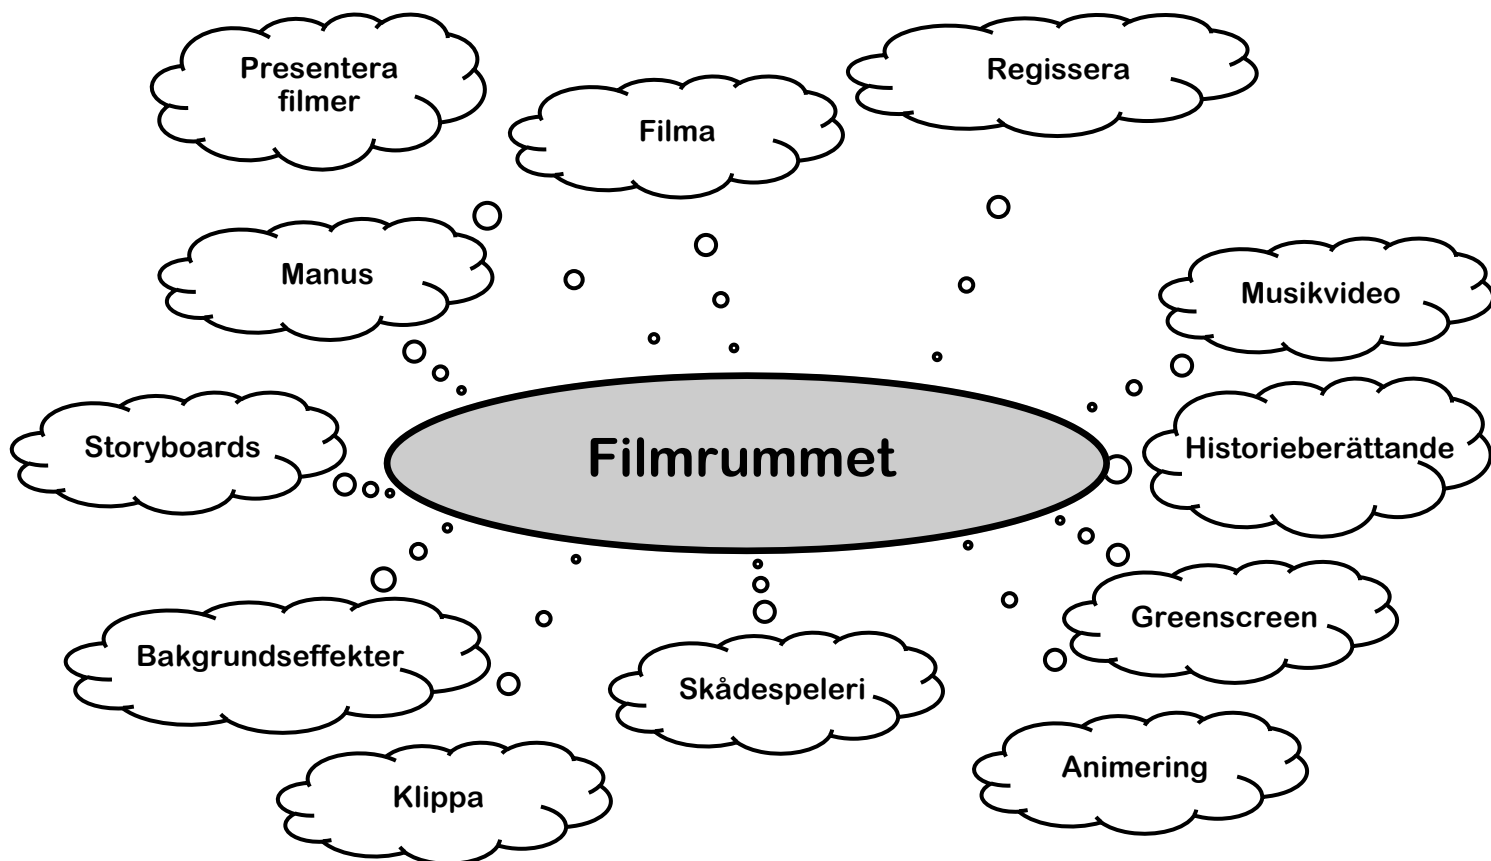 Presentera
filmer
Filma
Regissera
Manus
Musikvideo
Storyboards
Filmrummet
Historieberättande
Bakgrundseffekter
Skådespeleri
Greenscreen
Klippa
Animering